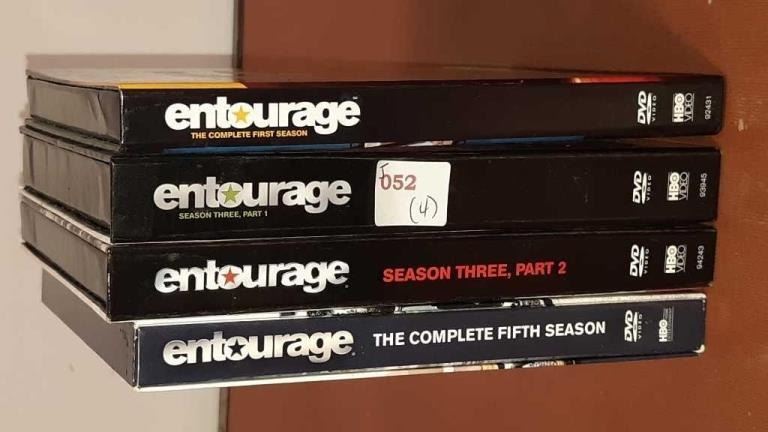 entourage
THE COMPLETE FIRST SEASON
DVD
VIDEO
HBO
VIDEO
92431
entourage
SEASON THREE, PART 1
052
(4)
DVD
VIDEO
HBO
VIDEO
93945
entourage
SEASON THREE, PART 2
DVD
VIDEO
HBO
VIDEO
94243
entourage
THE COMPLETE FIFTH SEASON
DVD
VIDEO
HBO